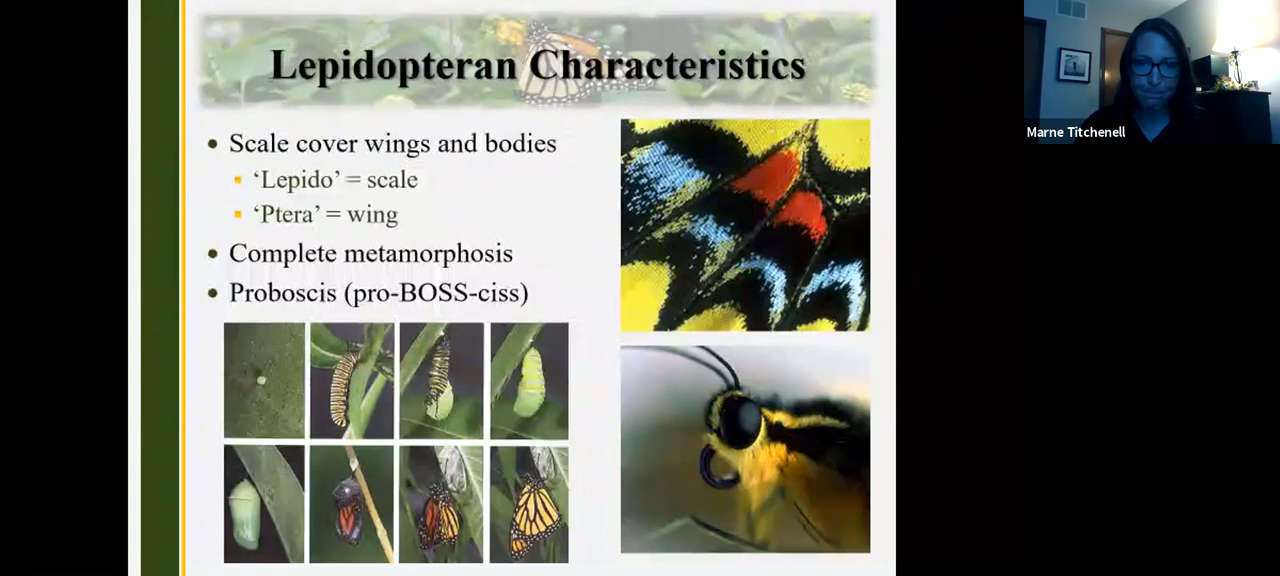 Lepidopteran Characteristics
• Scale cover wings and bodies
▪ ‘Lepido’ = scale
▪ ‘Ptera’ = wing
• Complete metamorphosis
• Proboscis (pro-BOSS-ciss)
Marne Titchenell